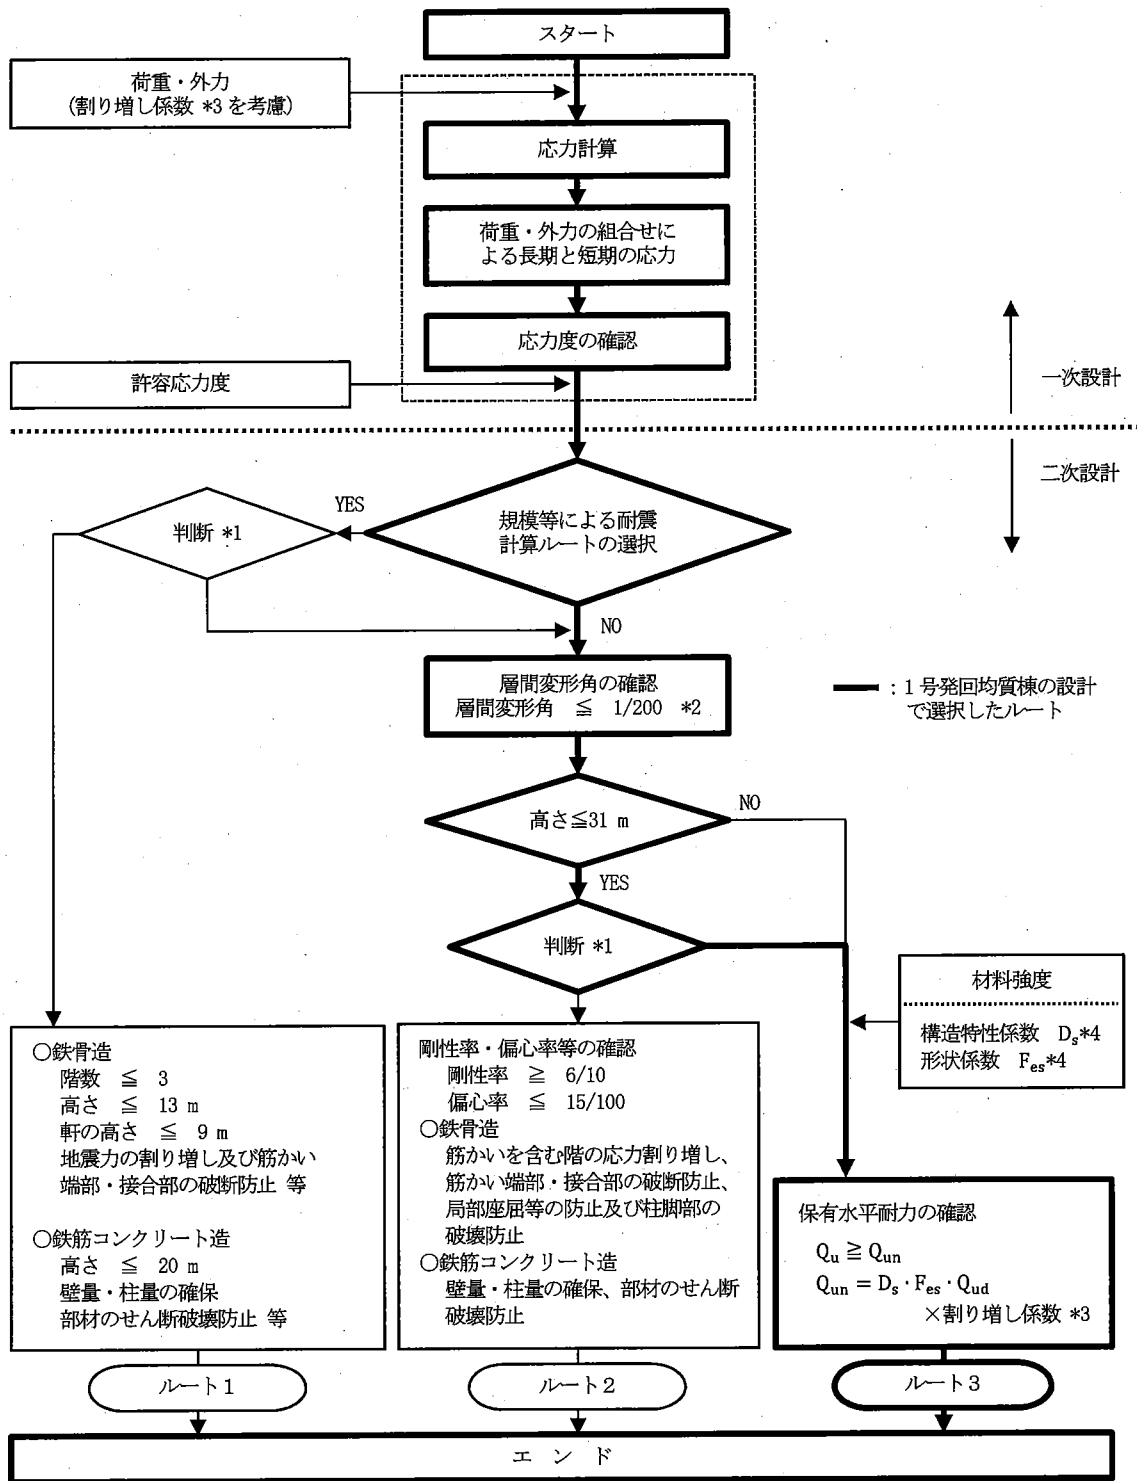 スタート
荷重・外力
(割り増し係数 *3 を考慮)
応力計算
荷重・外力の組合せに
よる長期と短期の応力
応力度の確認
許容応力度
一次設計
二次設計
規模等による耐震
計算ルートの選択
YES
判断 *1
NO
層間変形角の確認
層間変形角 ≦ 1/200 *2
：1号発回均質棟の設計
で選択したルート
高さ≦31 m
NO
YES
判断 *1
材料強度
構造特性係数 Ds*4
形状係数 Fes*4
○鉄骨造
階数 ≦ 3
高さ ≦ 13 m
軒の高さ ≦ 9 m
地震力の割り増し及び筋かい
端部・接合部の破断防止 等
○鉄筋コンクリート造
高さ ≦ 20 m
壁量・柱量の確保
部材のせん断破壊防止 等
剛性率・偏心率等の確認
剛性率 ≧ 6/10
偏心率 ≦ 15/100
○鉄骨造
筋かいを含む階の応力割り増し、
筋かい端部・接合部の破断防止、
局部座屈等の防止及び柱脚部の
破壊防止
○鉄筋コンクリート造
壁量・柱量の確保、部材のせん断
破壊防止
保有水平耐力の確認
Qu ≧ Qun
Qun = Ds · Fes · Qud
×割り増し係数 *3
ルート1
ルート2
ルート3
エンド